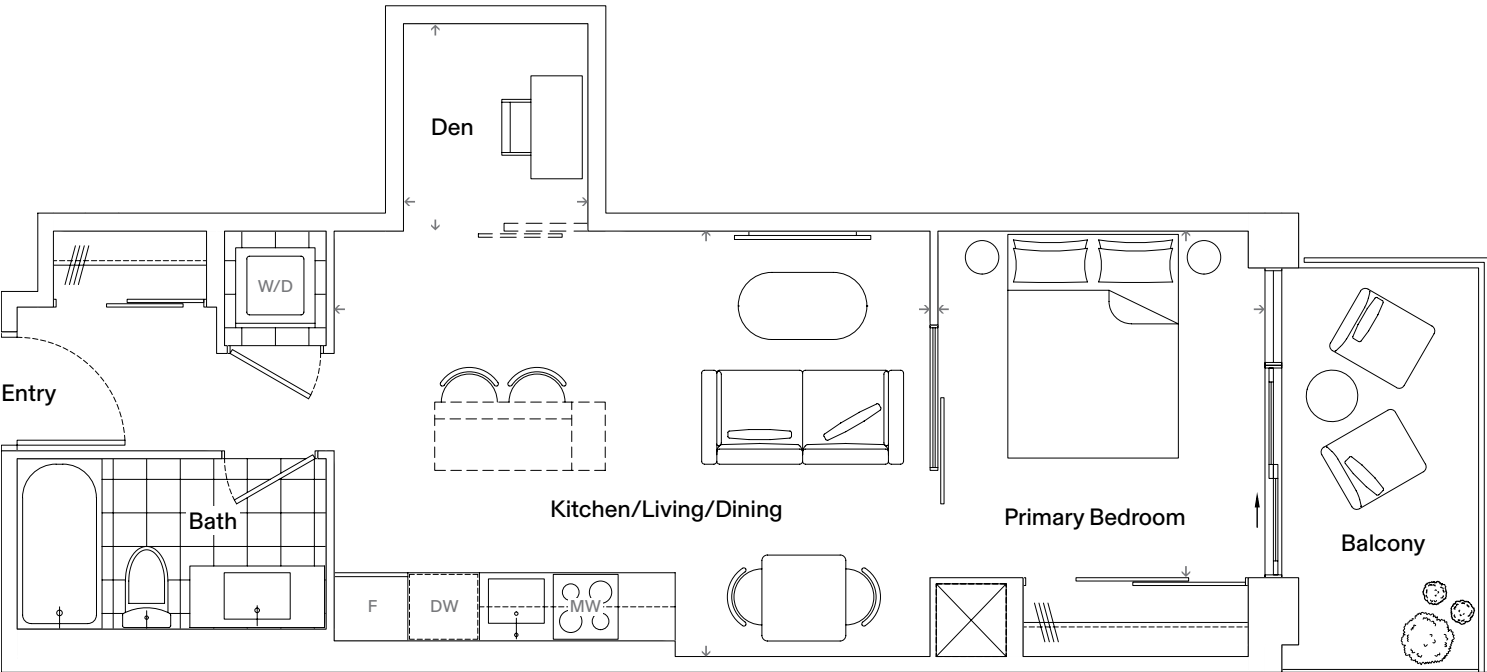 Den
W/D
Entry
Kitchen/Living/Dining
Primary Bedroom
Bath
Balcony
F
DW
MW